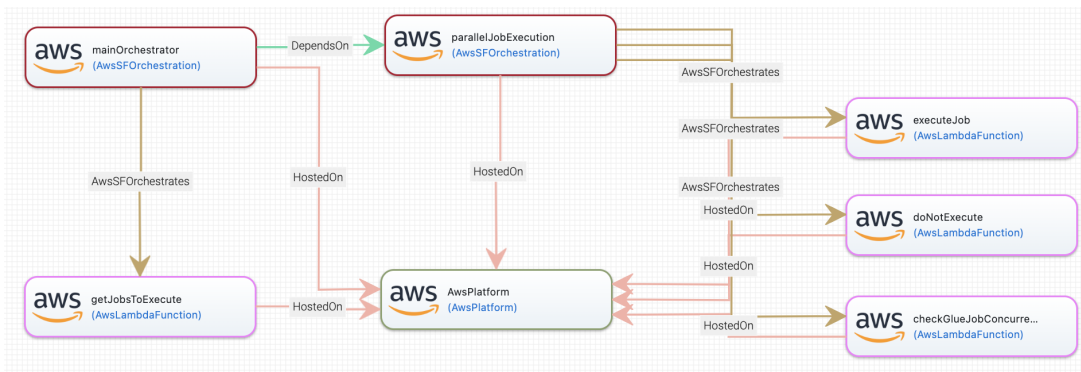 aws
mainOrchestrator
(AwsSFOrchestration)
DependsOn
aws
parallelJobExecution
(AwsSFOrchestration)
AwsSFOrchestrates
aws
executeJob
(AwsLambdaFunction)
AwsSFOrchestrates
HostedOn
HostedOn
AwsSFOrchestrates
AwsSFOrchestrates
HostedOn
aws
doNotExecute
(AwsLambdaFunction)
HostedOn
aws
getJobsToExecute
(AwsLambdaFunction)
HostedOn
aws
AwsPlatform
(AwsPlatform)
HostedOn
aws
checkGlueJobConcurre...
(AwsLambdaFunction)